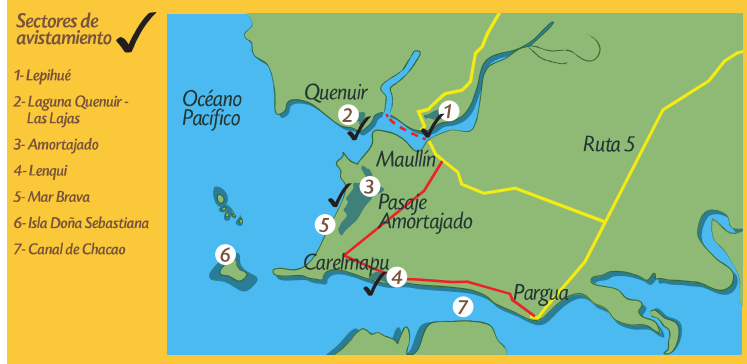 Sectores de
avistamiento
1- Lepihué
2- Laguna Quenuir -
Las Lajas
3- Amortajado
4- Lenqui
5- Mar Brava
6- Isla Doña Sebastiana
7- Canal de Chacao
Océano
Pacífico
Quenuir
2
1
Maullín
Ruta 5
3
Pasaje
Amortajado
5
6
Carelmapu
4
7
Pargua